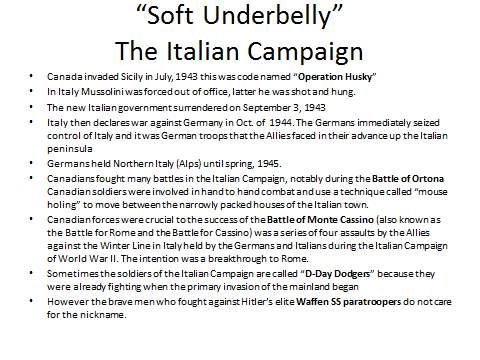 “Soft Underbelly”
The Italian Campaign
• Canada invaded Sicily in July, 1943 this was code named “Operation Husky”
• In Italy Mussolini was forced out of office, latter he was shot and hung.
• The new Italian government surrendered on September 3, 1943
• Italy then declares war against Germany in Oct. of 1944. The Germans immediately seized
control of Italy and it was German troops that the Allies faced in their advance up the Italian
peninsula
• Germans held Northern Italy (Alps) until spring, 1945.
• Canadians fought many battles in the Italian Campaign, notably during the Battle of Ortona
Canadian soldiers were involved in hand to hand combat and use a technique called “mouse
holing” to move between the narrowly packed houses of the Italian town.
• Canadian forces were crucial to the success of the Battle of Monte Cassino (also known as
the Battle for Rome and the Battle for Cassino) was a series of four assaults by the Allies
against the Winter Line in Italy held by the Germans and Italians during the Italian Campaign
of World War II. The intention was a breakthrough to Rome.
• Sometimes the soldiers of the Italian Campaign are called “D-Day Dodgers” because they
were already fighting when the primary invasion of the mainland began
• However the brave men who fought against Hitler’s elite Waffen SS paratroopers do not care
for the nickname.